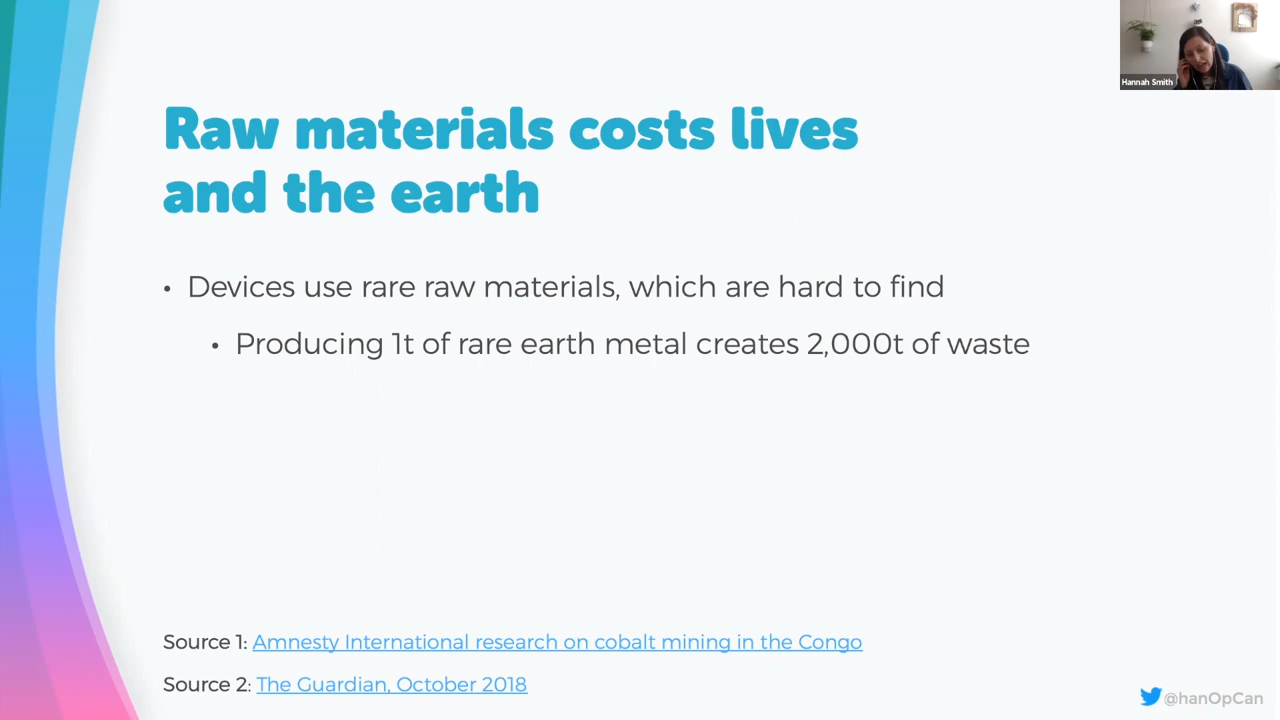 Hannah Smith
Raw materials costs lives
and the earth
• Devices use rare raw materials, which are hard to find
• Producing 1t of rare earth metal creates 2,000t of waste
Source 1: Amnesty International research on cobalt mining in the Congo
Source 2: The Guardian, October 2018
@hanOpCan